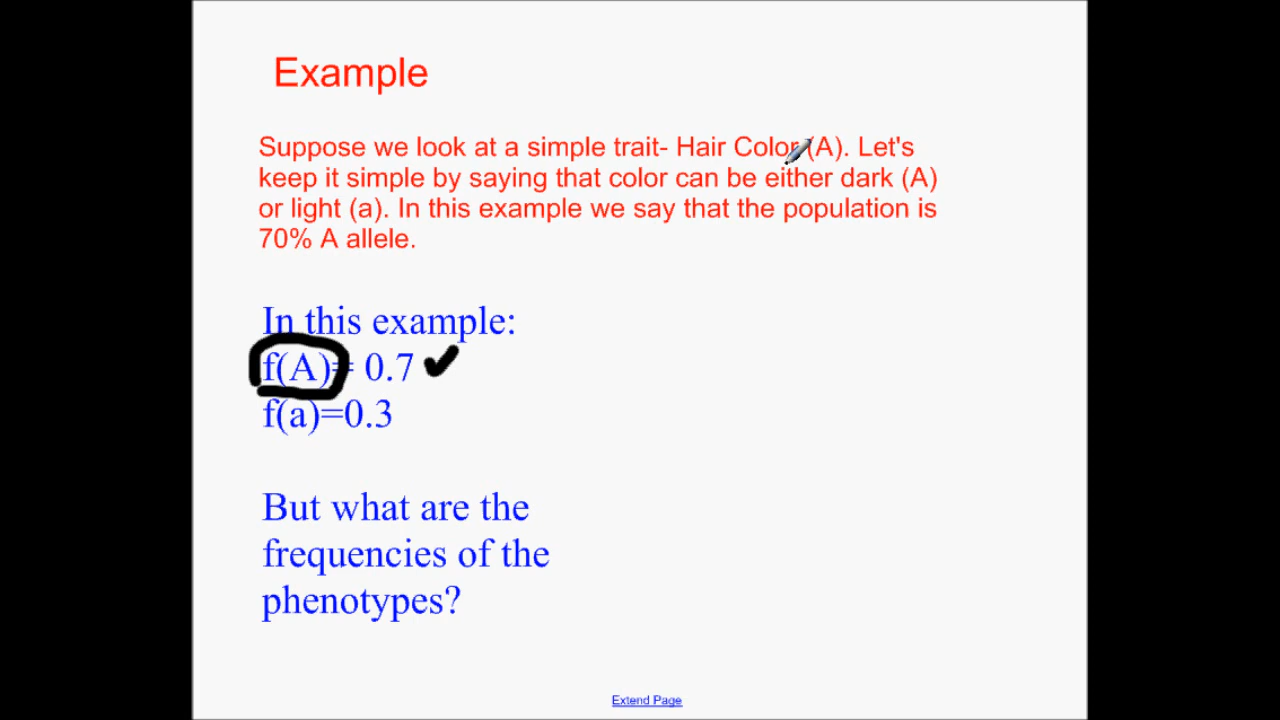 Example
Suppose we look at a simple trait- Hair Color (A). Let's
keep it simple by saying that color can be either dark (A)
or light (a). In this example we say that the population is
70% A allele.
In this example:
f(A)= 0.7 ✔
f(a)=0.3
But what are the
frequencies of the
phenotypes?
Extend Page